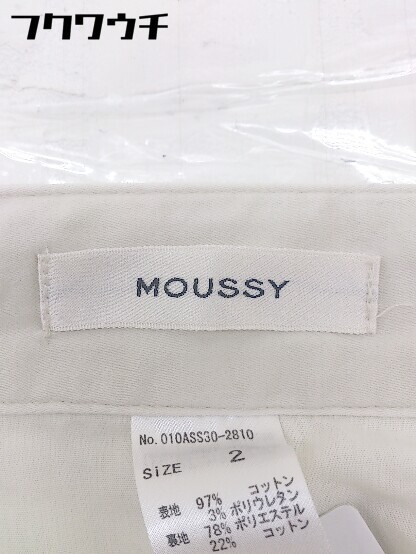 フクワウチ
MOUSSY
No.010ASS30-2810
SIZE 2
表地 97% コットン
3% ポリウレタン
裏地 78% ポリエステル
22% コットン